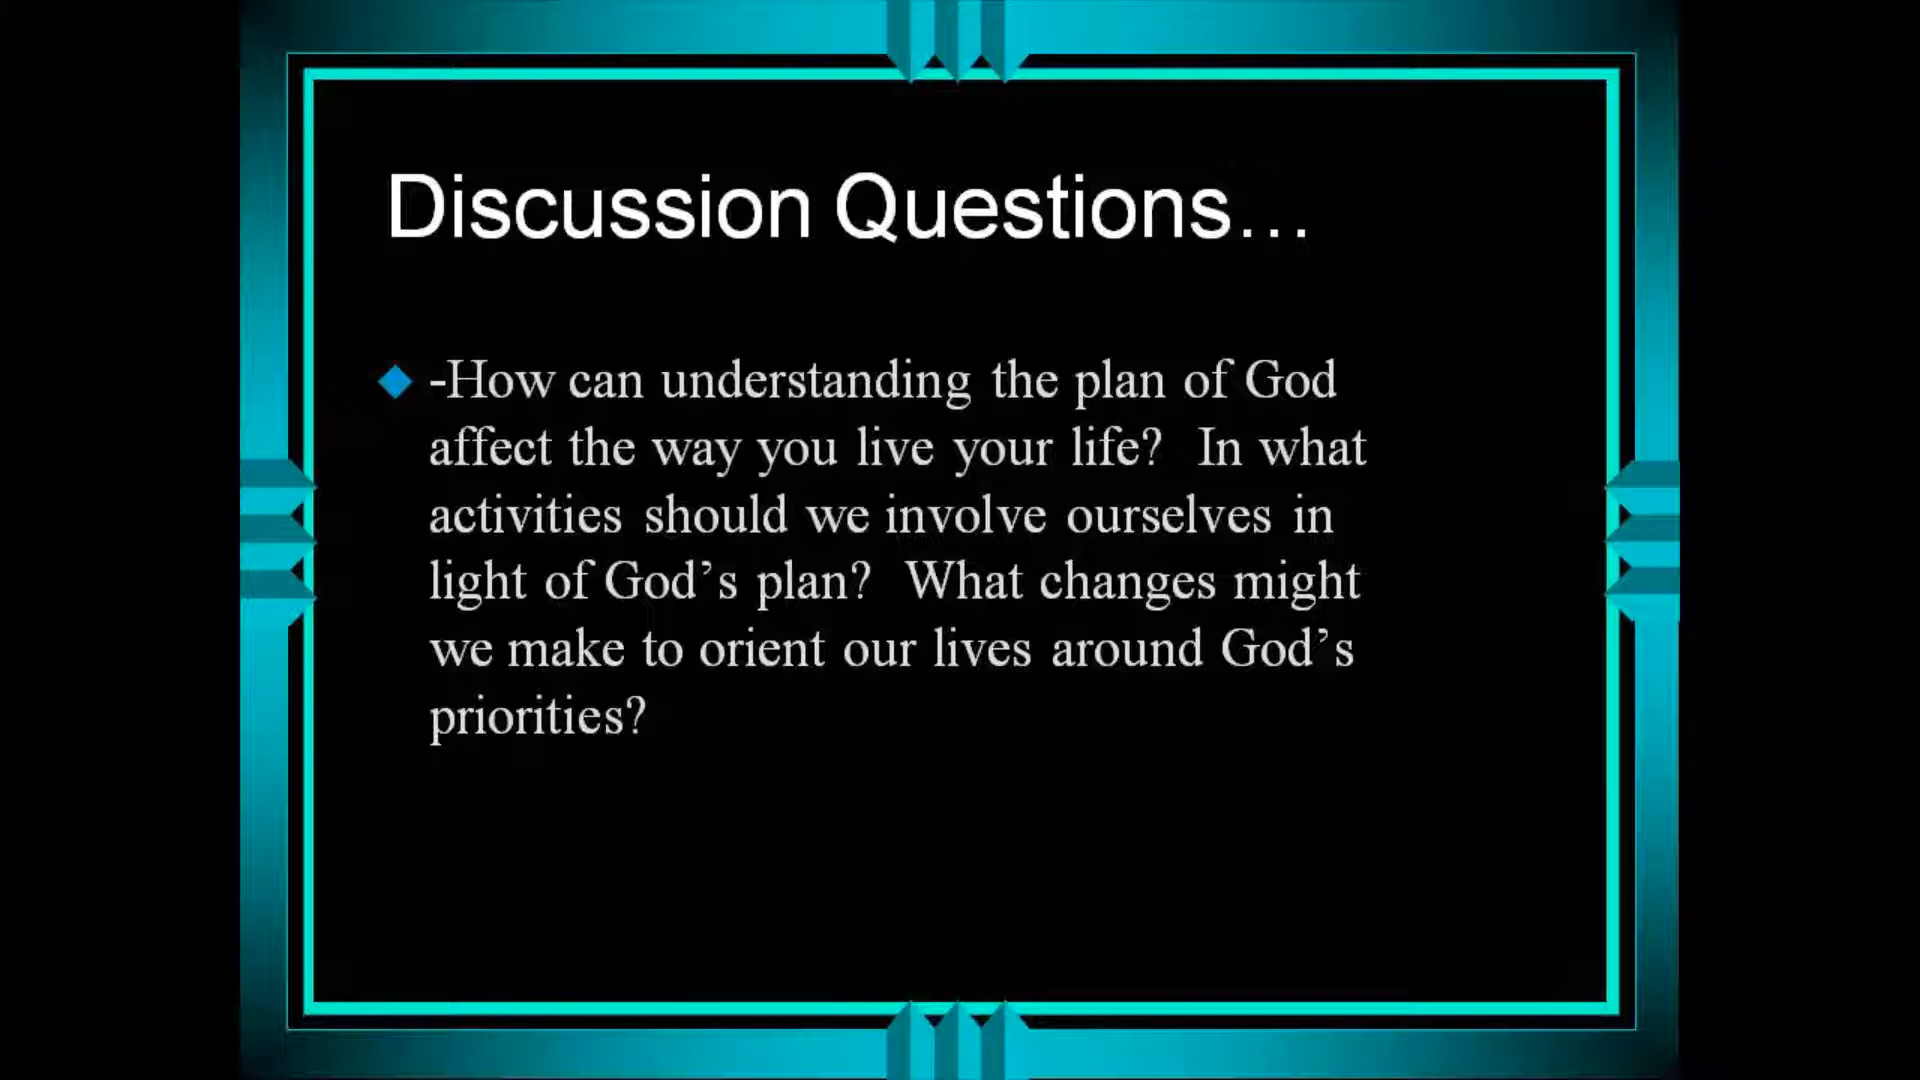 Discussion Questions…
-How can understanding the plan of God
affect the way you live your life?  In what
activities should we involve ourselves in
light of God’s plan?  What changes might
we make to orient our lives around God’s
priorities?